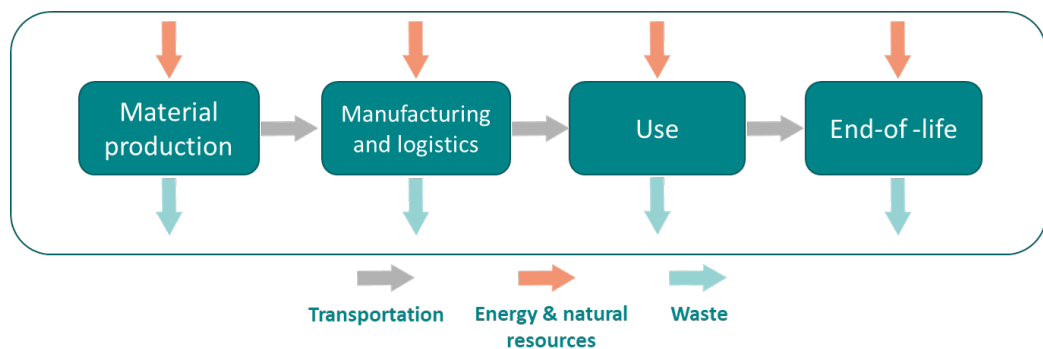 Material
production
Manufacturing
and logistics
Use
End-of -life
Transportation
Energy & natural
resources
Waste